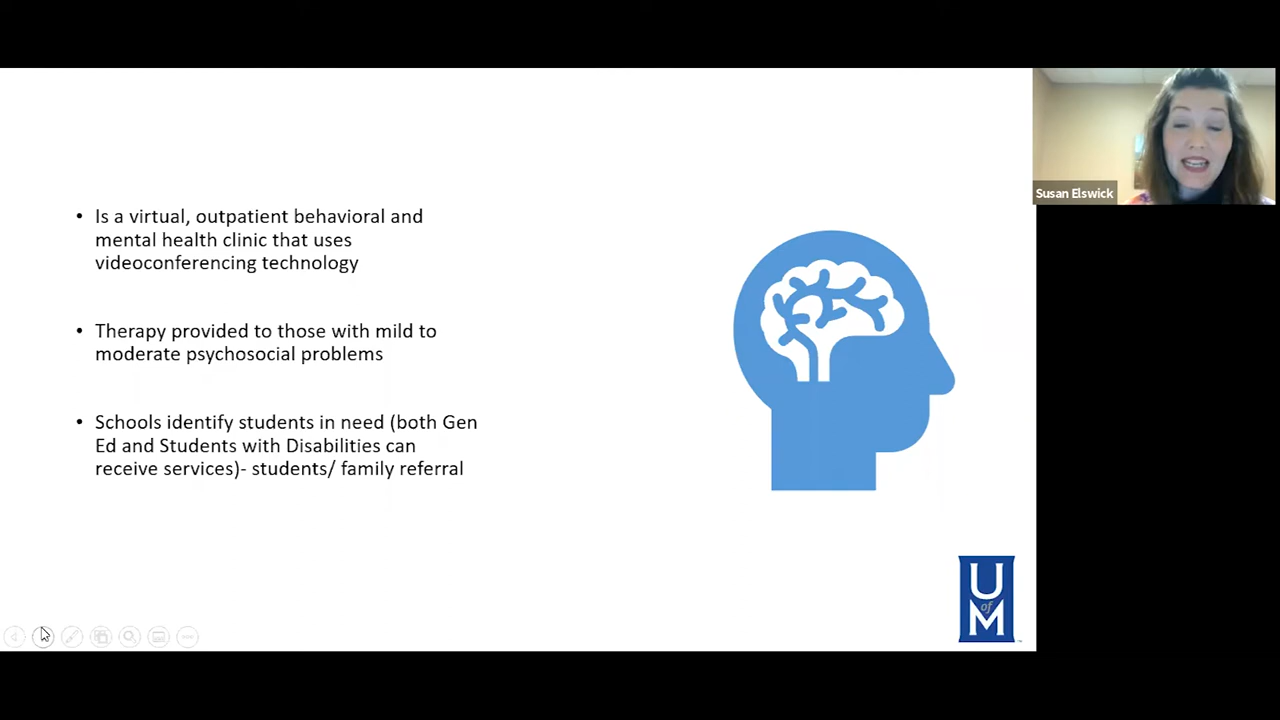 • Is a virtual, outpatient behavioral and
mental health clinic that uses
videoconferencing technology
• Therapy provided to those with mild to
moderate psychosocial problems
• Schools identify students in need (both Gen
Ed and Students with Disabilities can
receive services)- students/ family referral
Susan Elswick
U
of
M